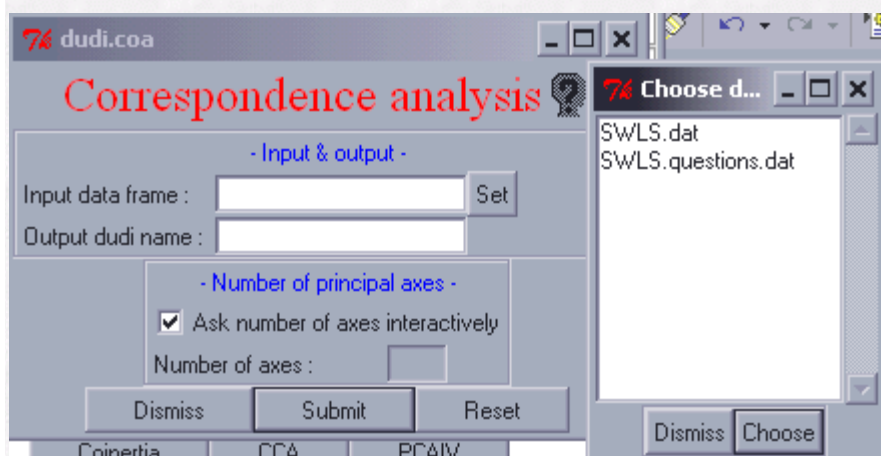 dudi.coa
Correspondence analysis
- Input & output -
Input data frame :
Set
Output dudi name :
- Number of principal axes -
Ask number of axes interactively
Number of axes :
Dismiss Submit Reset
Coinertia CCA PCAIV
Choose d...
SWLS.dat
SWLS.questions.dat
Dismiss Choose